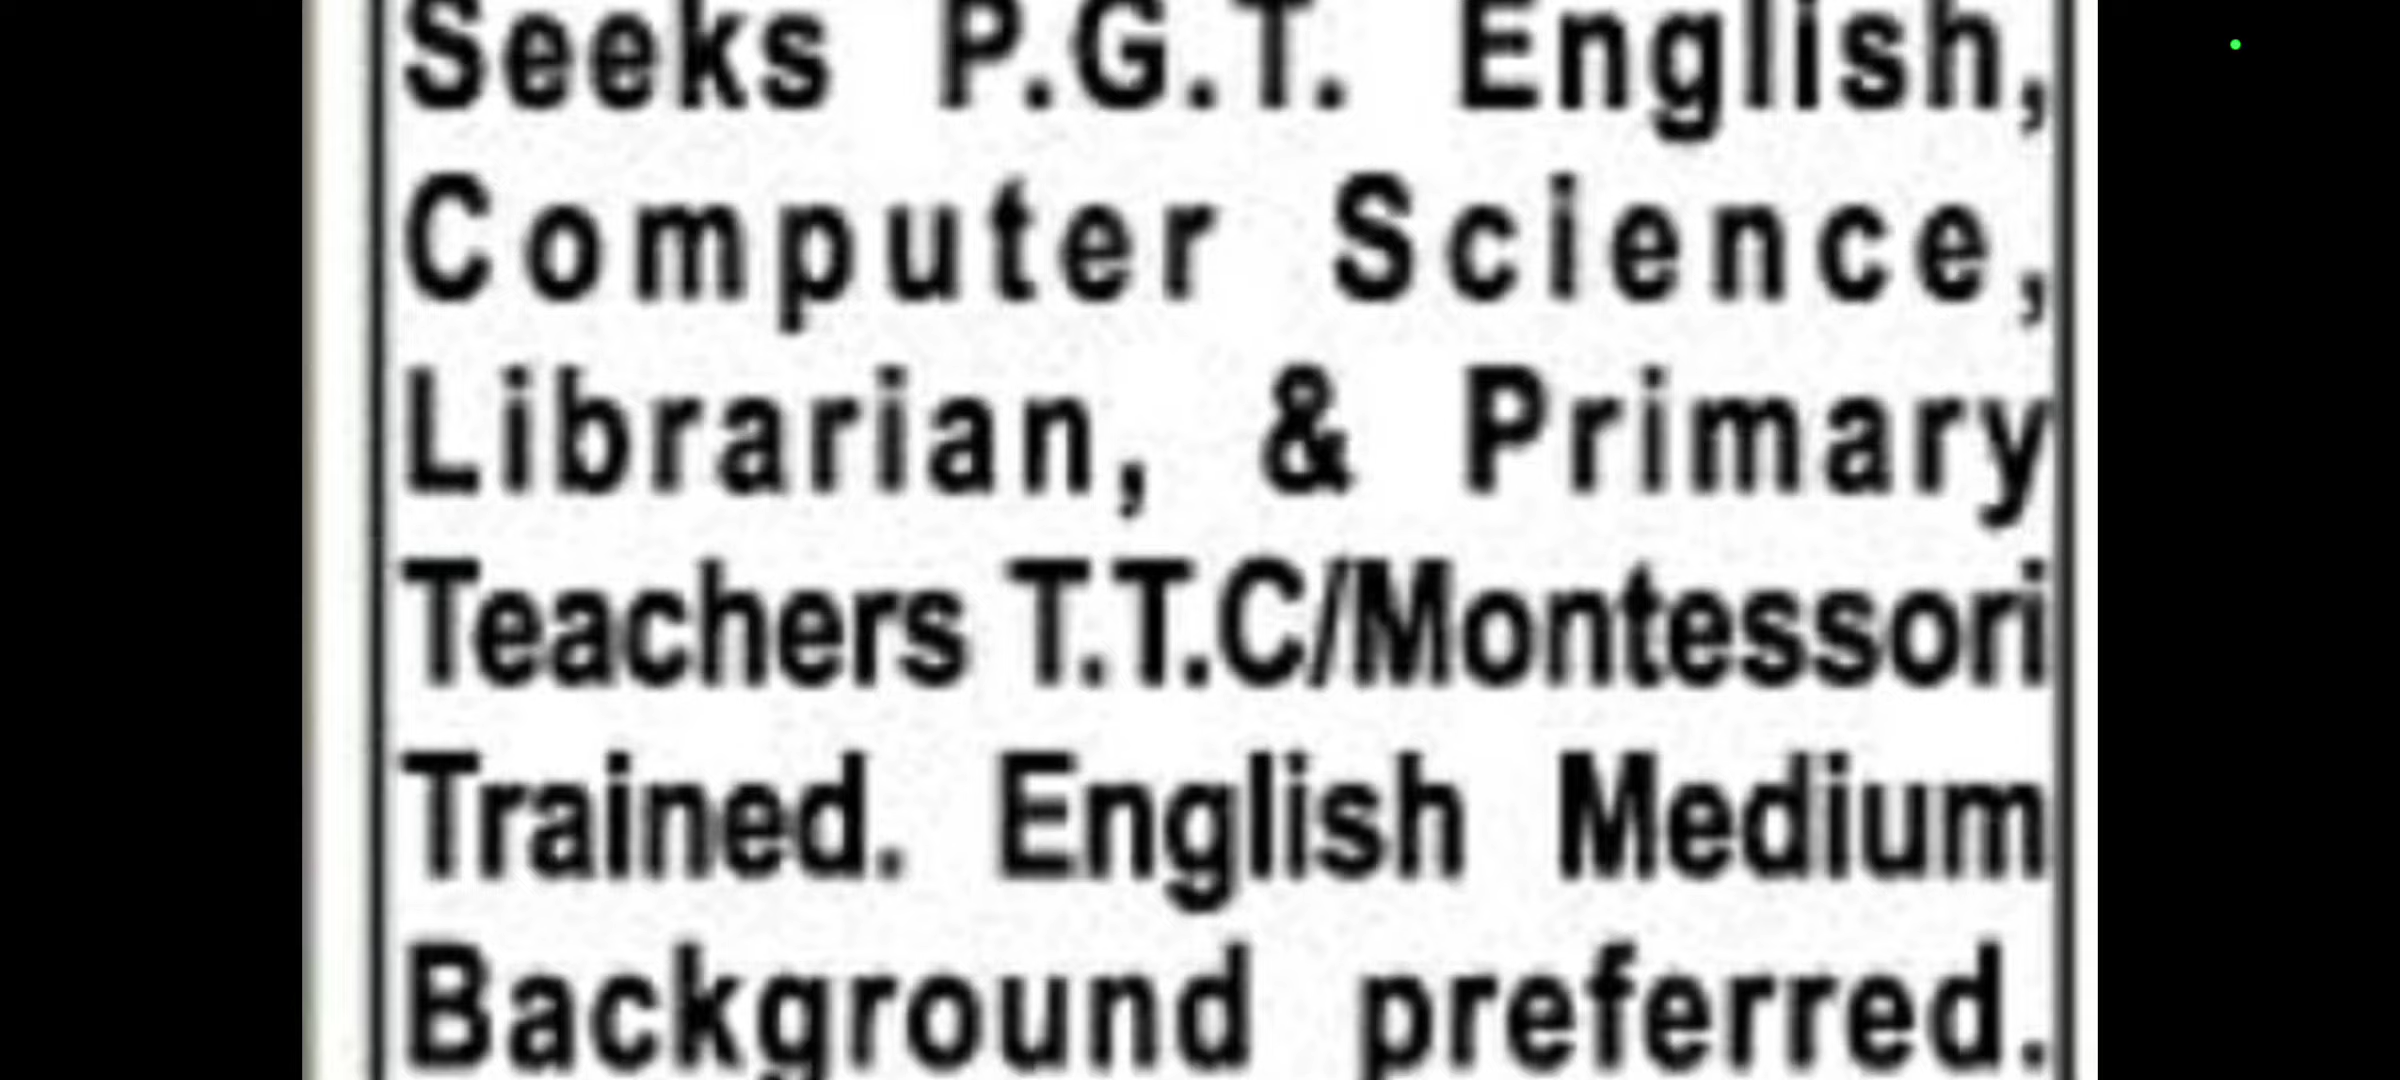 Seeks P.G.T. English,
Computer Science,
Librarian, & Primary
Teachers T.T.C/Montessori
Trained. English Medium
Background preferred.